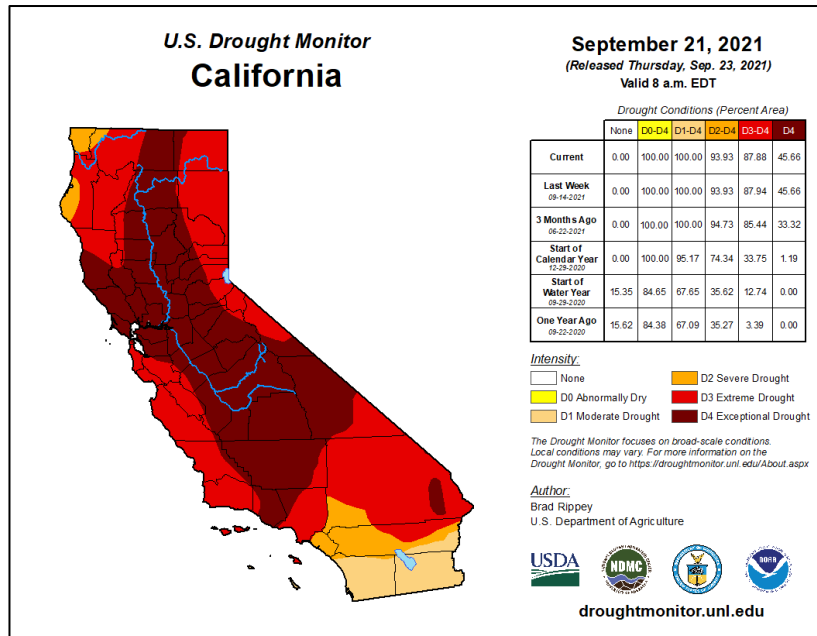 U.S. Drought Monitor
California
September 21, 2021
(Released Thursday, Sep. 23, 2021)
Valid 8 a.m. EDT
Drought Conditions (Percent Area)
None D0-D4 D1-D4 D2-D4 D3-D4 D4
Current 0.00 100.00 100.00 93.93 87.88 45.66
Last Week
09-14-2021
0.00 100.00 100.00 93.93 87.94 45.66
3 Months Ago
06-22-2021
0.00 100.00 100.00 94.73 85.44 33.32
Start of
Calendar Year
12-29-2020
0.00 100.00 95.17 74.34 33.75 1.19
Start of
Water Year
09-29-2020
15.35 84.65 67.65 35.62 12.74 0.00
One Year Ago
09-22-2020
15.62 84.38 67.09 35.27 3.39 0.00
Intensity:
None
D0 Abnormally Dry
D1 Moderate Drought
D2 Severe Drought
D3 Extreme Drought
D4 Exceptional Drought
The Drought Monitor focuses on broad-scale conditions.
Local conditions may vary. For more information on the
Drought Monitor, go to https://droughtmonitor.unl.edu/About.aspx
Author:
Brad Rippey
U.S. Department of Agriculture
USDA
NDMC
NOAA
droughtmonitor.unl.edu